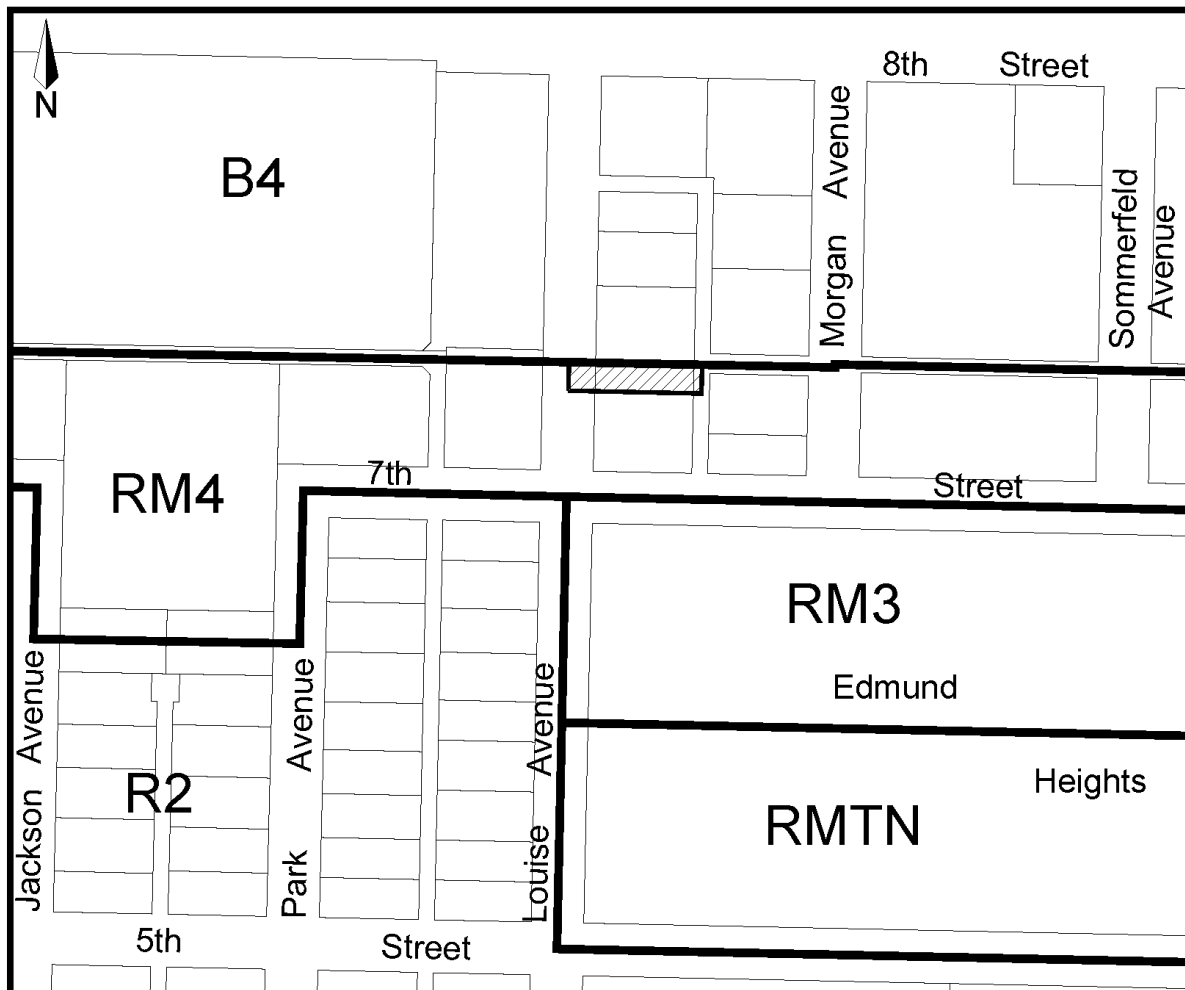 8th Street
N
Morgan Avenue
B4
Sommerfeld
Avenue
7th Street
RM4
RM3
Edmund
Jackson Avenue
Park Avenue
Louise Avenue
Heights
R2
RMTN
5th Street